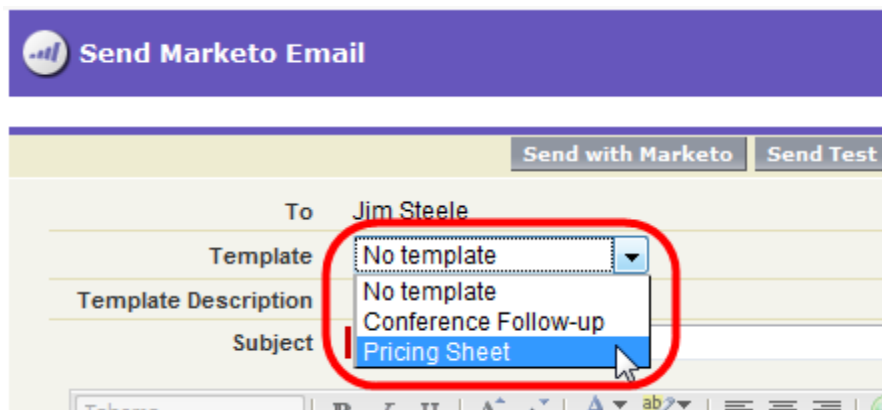 Send Marketo Email
Send with Marketo Send Test
To Jim Steele
Template No template
Template Description No template
Conference Follow-up
Subject Pricing Sheet